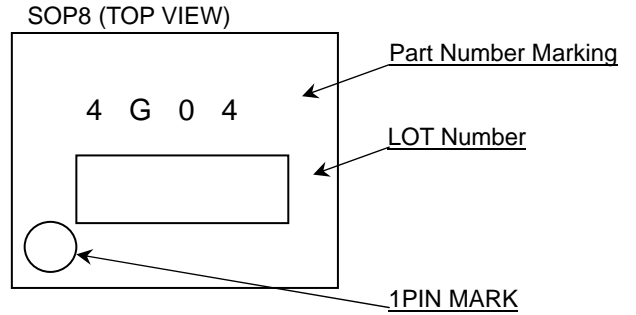 SOP8 (TOP VIEW)
Part Number Marking
4 G 0 4
LOT Number
1PIN MARK